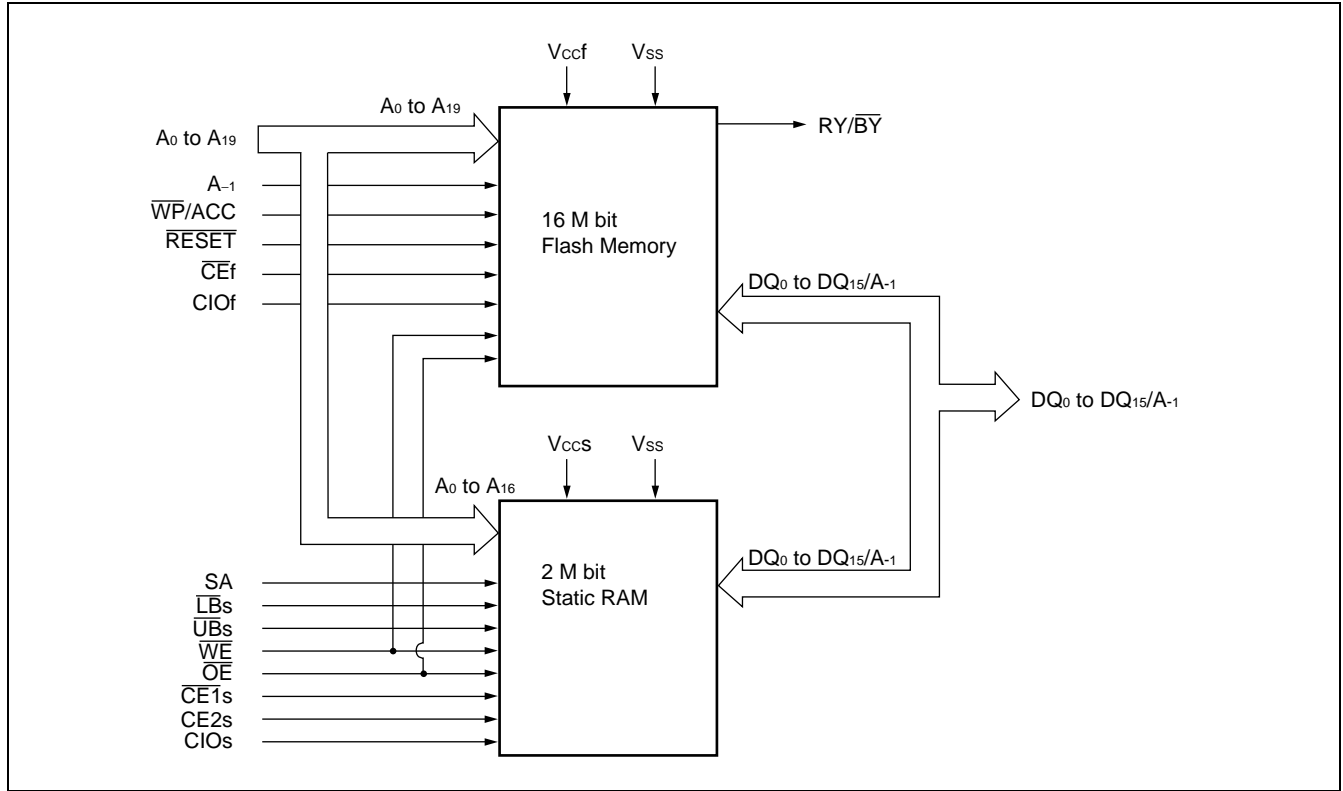 VCCf
VSS
A0 to A19
A0 to A19
RY/BY
A–1
WP/ACC
RESET
CEf
CIOf
16 M bit
Flash Memory
DQ0 to DQ15/A-1
DQ0 to DQ15/A-1
VCCs
VSS
A0 to A16
DQ0 to DQ15/A-1
SA
LBs
UBs
WE
OE
CE1s
CE2s
CIOs
2 M bit
Static RAM